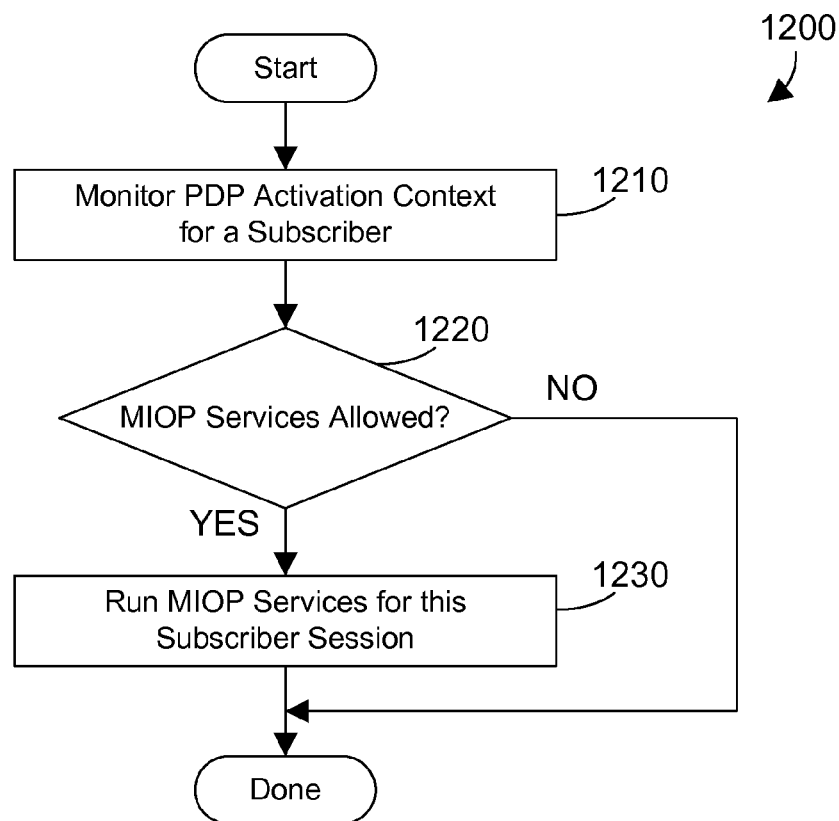 1200
Start
Monitor PDP Activation Context
for a Subscriber
1210
1220
MIOP Services Allowed?
NO
YES
Run MIOP Services for this
Subscriber Session
1230
Done